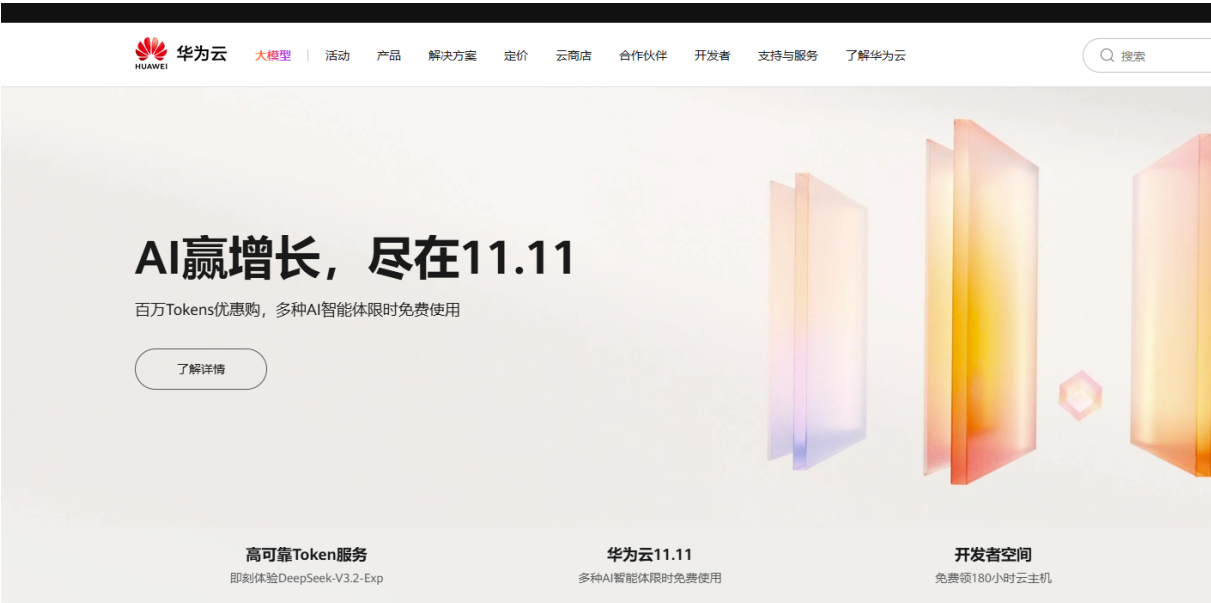 HUAWEI
华为云
大模型 活动 产品 解决方案 定价 云商店 合作伙伴 开发者 支持与服务 了解华为云
搜索
AI赢增长，尽在11.11
百万Tokens优惠购，多种AI智能体限时免费使用
了解详情
高可靠Token服务
即刻体验DeepSeek-V3.2-Exp
华为云11.11
多种AI智能体限时免费使用
开发者空间
免费领180小时云主机